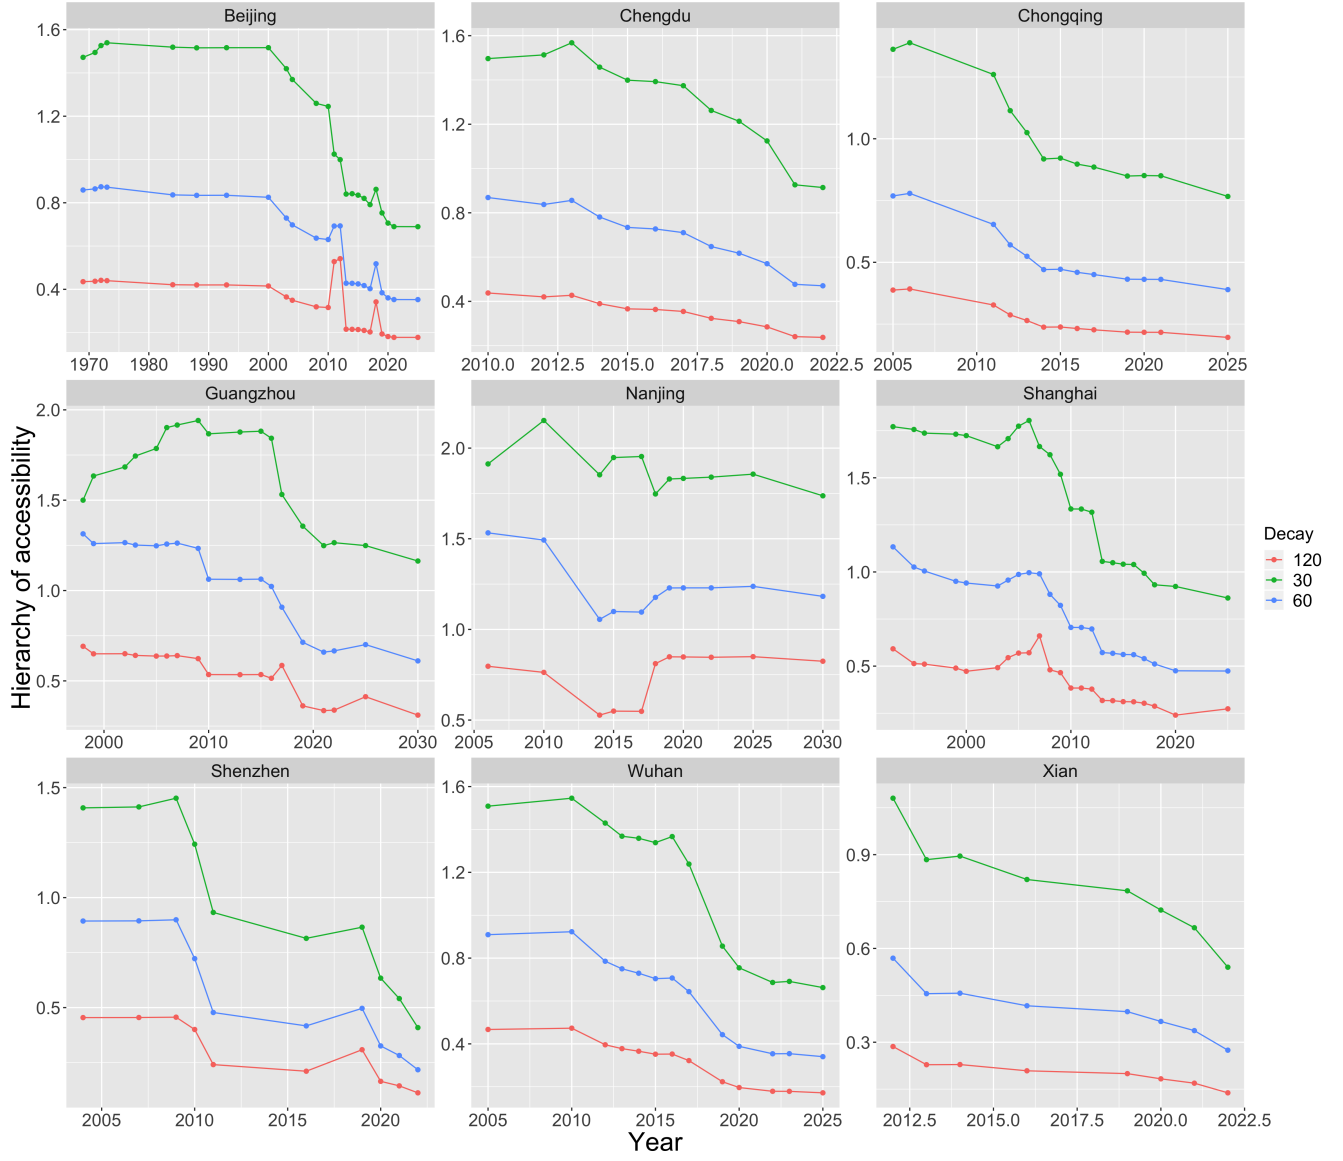 Beijing
Chengdu
Chongqing
1.6
1.2
0.8
0.4
1970 1980 1990 2000 2010 2020
1.6
1.2
0.8
0.4
2010.0 2012.5 2015.0 2017.5 2020.0 2022.5
1.0
0.5
2005 2010 2015 2020 2025
Guangzhou
Nanjing
Shanghai
Hierarchy of accessibility
2.0
1.5
1.0
0.5
2000 2010 2020 2030
2.0
1.5
1.0
0.5
2005 2010 2015 2020 2025 2030
1.5
1.0
0.5
2000 2010 2020
Decay
120
30
60
Shenzhen
Wuhan
Xian
1.5
1.0
0.5
2005 2010 2015 2020
1.6
1.2
0.8
0.4
2005 2010 2015 2020 2025
0.9
0.6
0.3
2012.5 2015.0 2017.5 2020.0 2022.5
Year